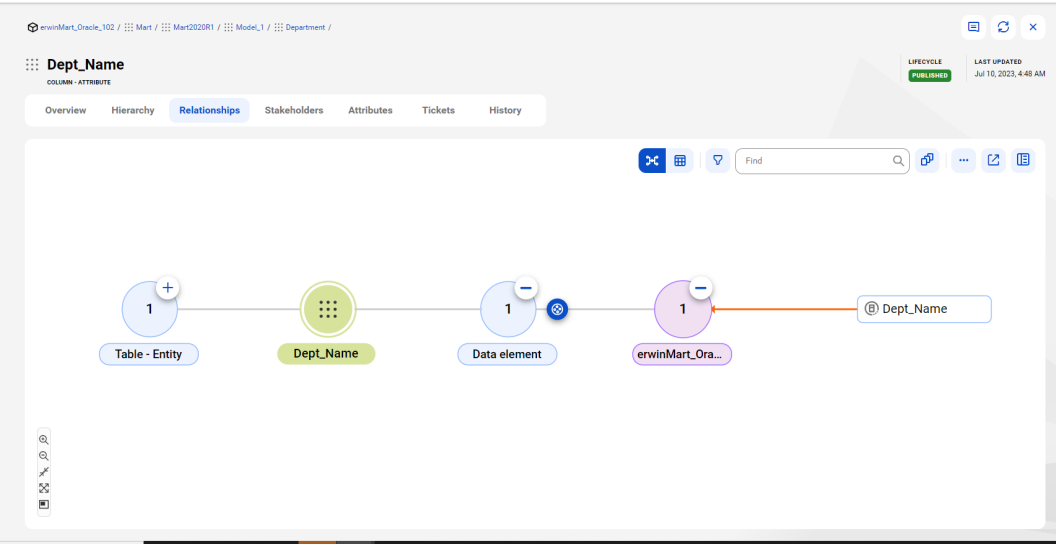 erwinMart_Oracle_102 / Mart / Mart2020R1 / Model_1 / Department /
Dept_Name
COLUMN - ATTRIBUTE
LIFECYCLE
PUBLISHED
LAST UPDATED
Jul 10, 2023, 4:48 AM
Overview Hierarchy Relationships Stakeholders Attributes Tickets History
Find
1
Table - Entity
Dept_Name
1
Data element
1
erwinMart_Ora...
Dept_Name